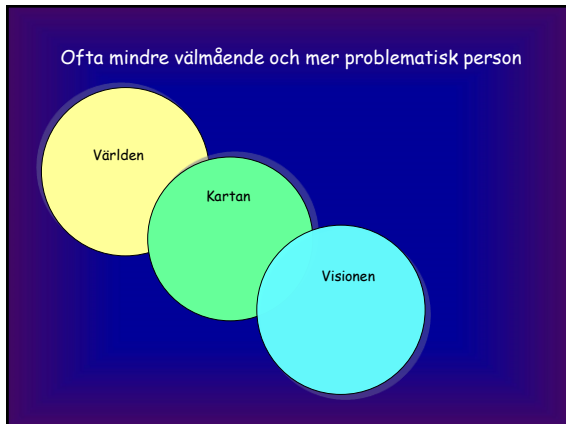 Ofta mindre välmående och mer problematisk person
Världen
Kartan
Visionen